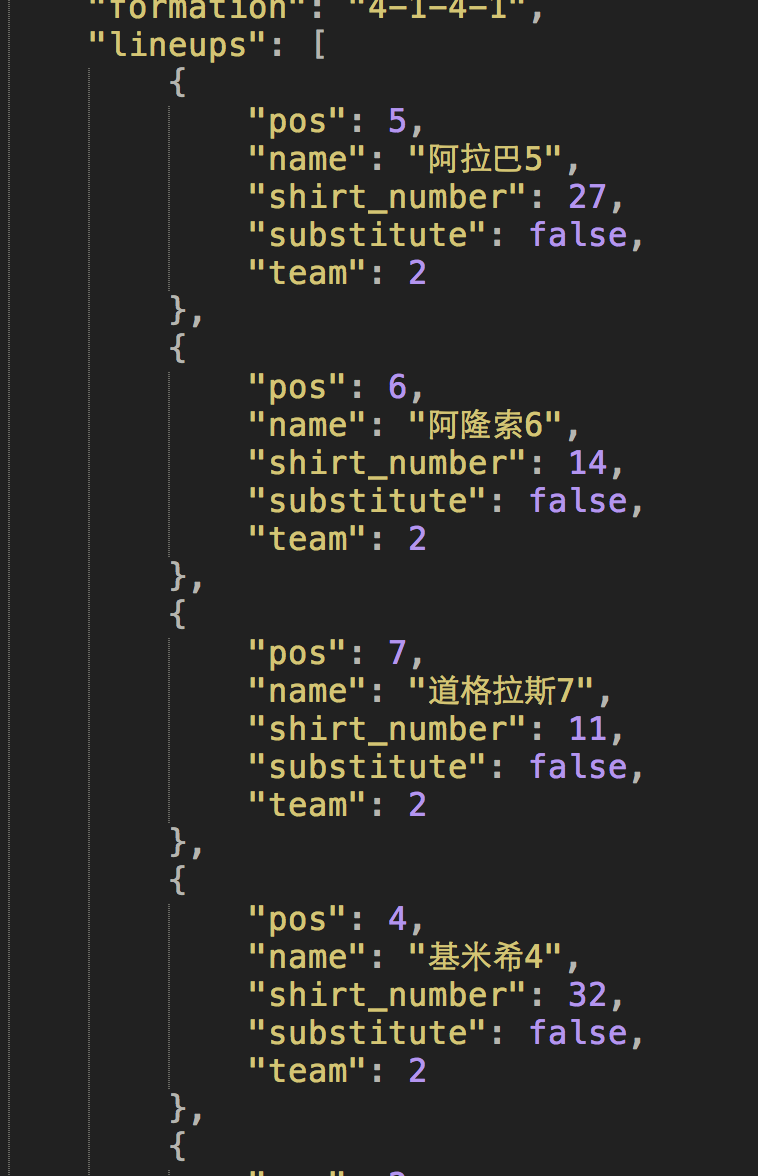 "formation": "4-1-4-1",
"lineups": [
{
"pos": 5,
"name": "阿拉巴5",
"shirt_number": 27,
"substitute": false,
"team": 2
},
{
"pos": 6,
"name": "阿隆索6",
"shirt_number": 14,
"substitute": false,
"team": 2
},
{
"pos": 7,
"name": "道格拉斯7",
"shirt_number": 11,
"substitute": false,
"team": 2
},
{
"pos": 4,
"name": "基米希4",
"shirt_number": 32,
"substitute": false,
"team": 2
},
{